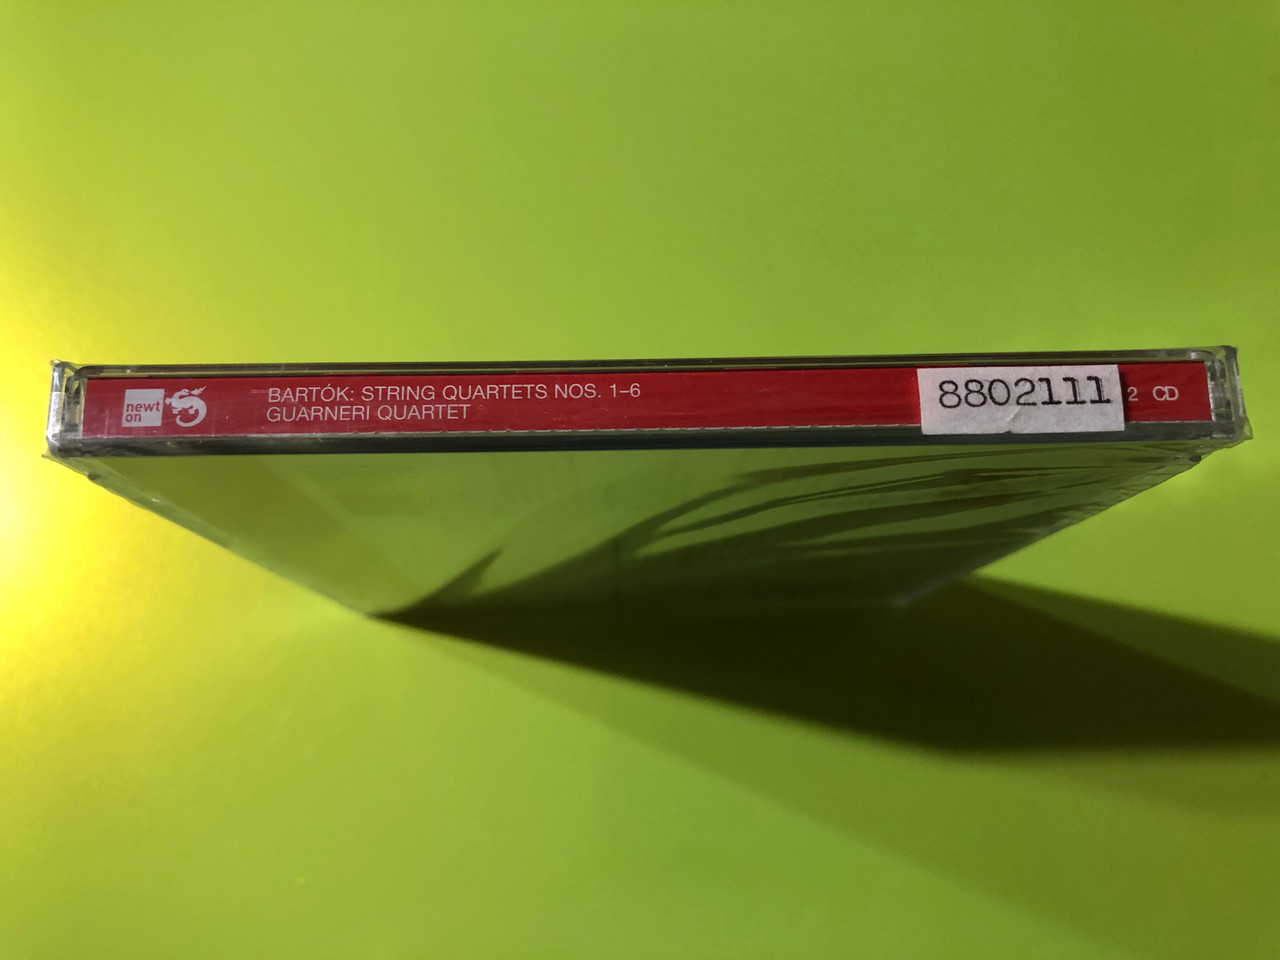 newt
on
BARTÓK: STRING QUARTETS NOS. 1–6
GUARNERI QUARTET
8802111
2 CD